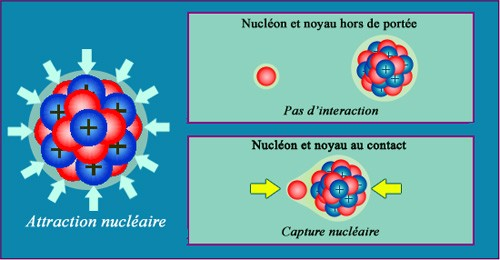 Attraction nucléaire
Nucléon et noyau hors de portée
Pas d'interaction
Nucléon et noyau au contact
Capture nucléaire